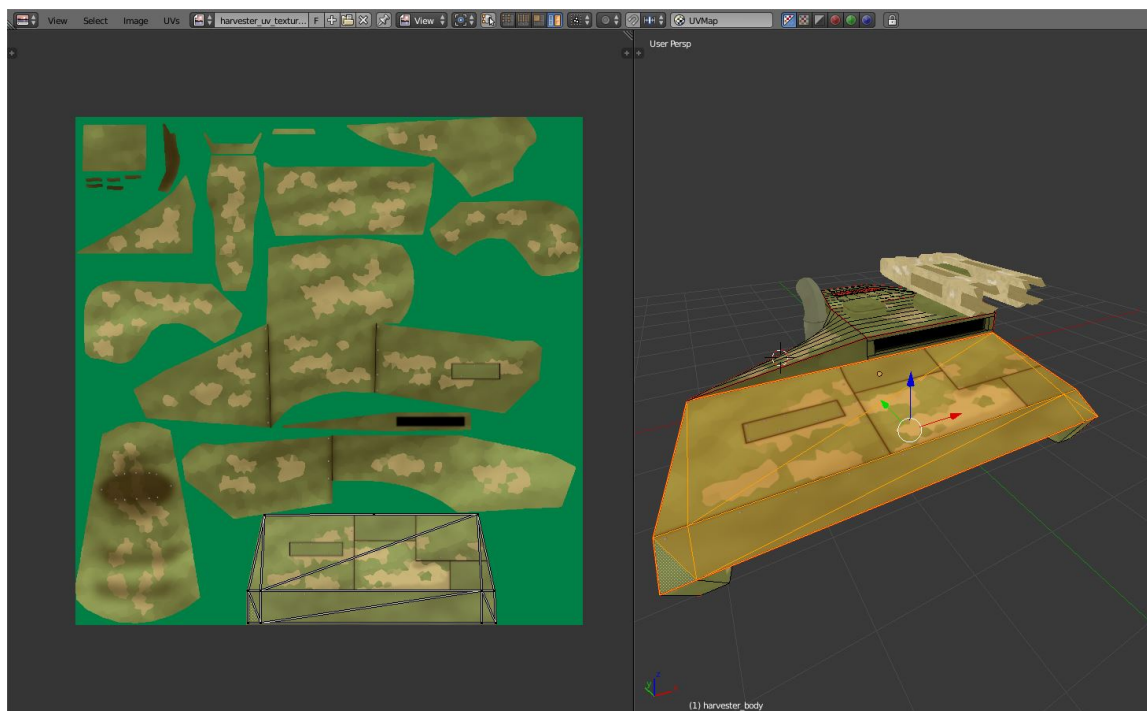 View Select Image UVs harvester_uv_textur... F View UVMap
User Persp
(1) harvester_body